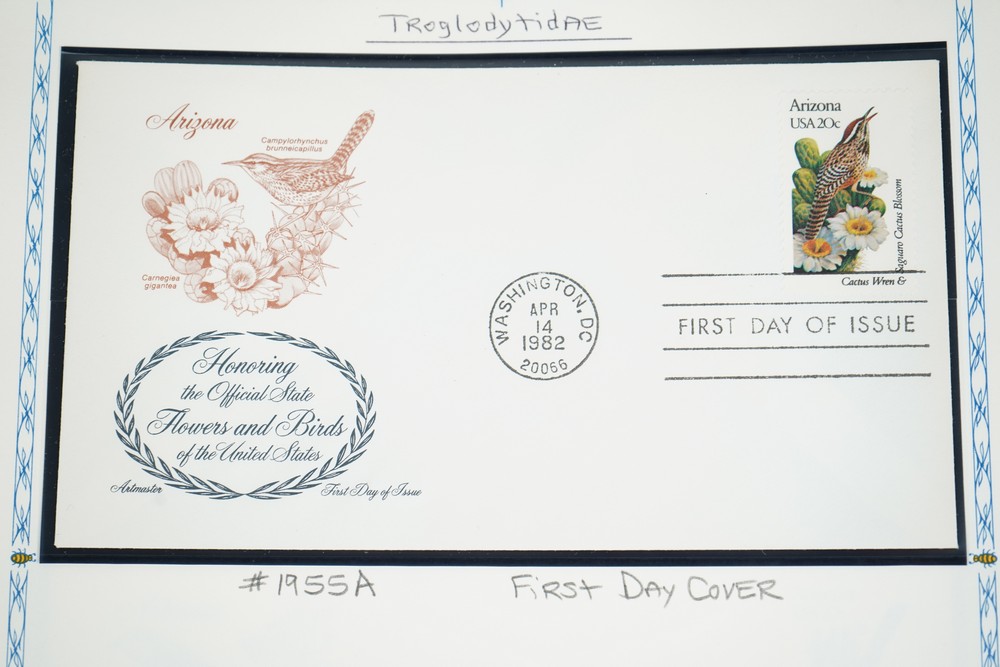 TRoglodytidAE
Arizona
Campylorhynchus
brunneicapillus
Carnegiea
gigantea
Honoring
the Official State
Flowers and Birds
of the United States
Artmaster
First Day of Issue
WASHINGTON, DC
APR
14
1982
20066
Arizona
USA 20c
Saguaro Cactus Blossom
Cactus Wren &
FIRST DAY OF ISSUE
#1955A
FIRST DAY COVER